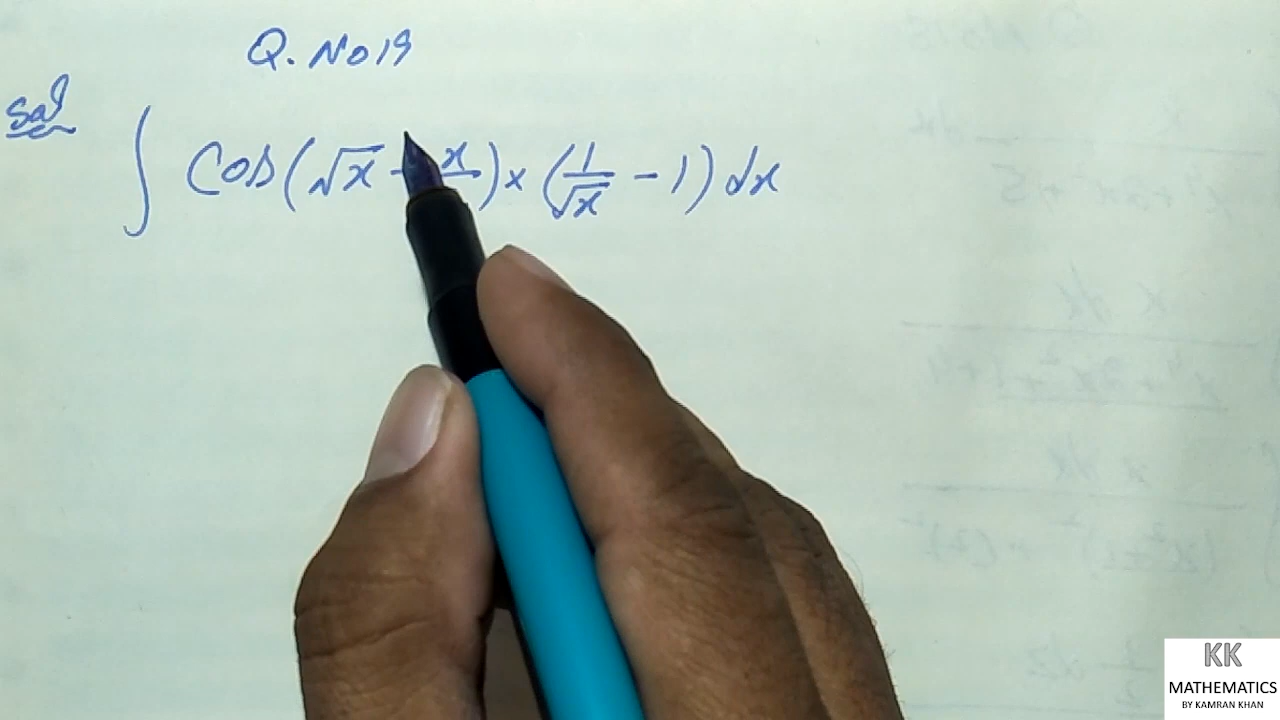 Q. No 19
Sol
∫ Cos(√x - x/ ) × (1/√x - 1) dx
KK
MATHEMATICS
BY KAMRAN KHAN